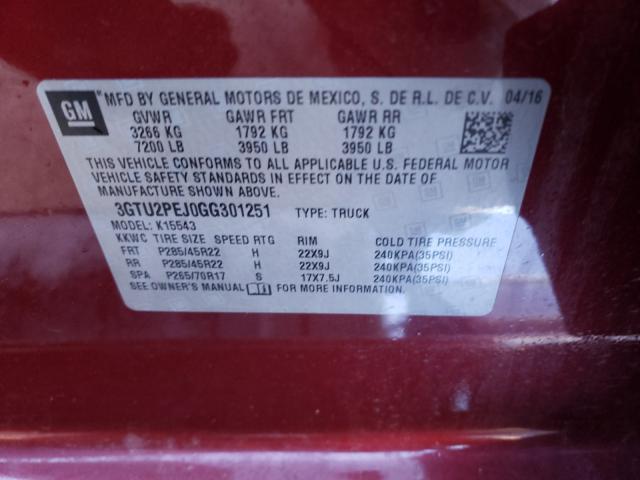 GM
MFD BY GENERAL MOTORS DE MEXICO, S. DE R.L. DE C.V. 04/16
GVWR GAWR FRT GAWR RR
3266 KG 1792 KG 1792 KG
7200 LB 3950 LB 3950 LB
THIS VEHICLE CONFORMS TO ALL APPLICABLE U.S. FEDERAL MOTOR
VEHICLE SAFETY STANDARDS IN EFFECT ON THE DATE OF
MANUFACTURE SHOWN ABOVE.
3GTU2PEJ0GG301251 TYPE: TRUCK
MODEL: K15543
KKWC TIRE SIZE SPEED RTG RIM COLD TIRE PRESSURE
FRT P285/45R22 H 22X9J 240KPA(35PSI)
RR P285/45R22 H 22X9J 240KPA(35PSI)
SPA P265/70R17 S 17X7.5J 240KPA(35PSI)
SEE OWNER'S MANUAL FOR MORE INFORMATION